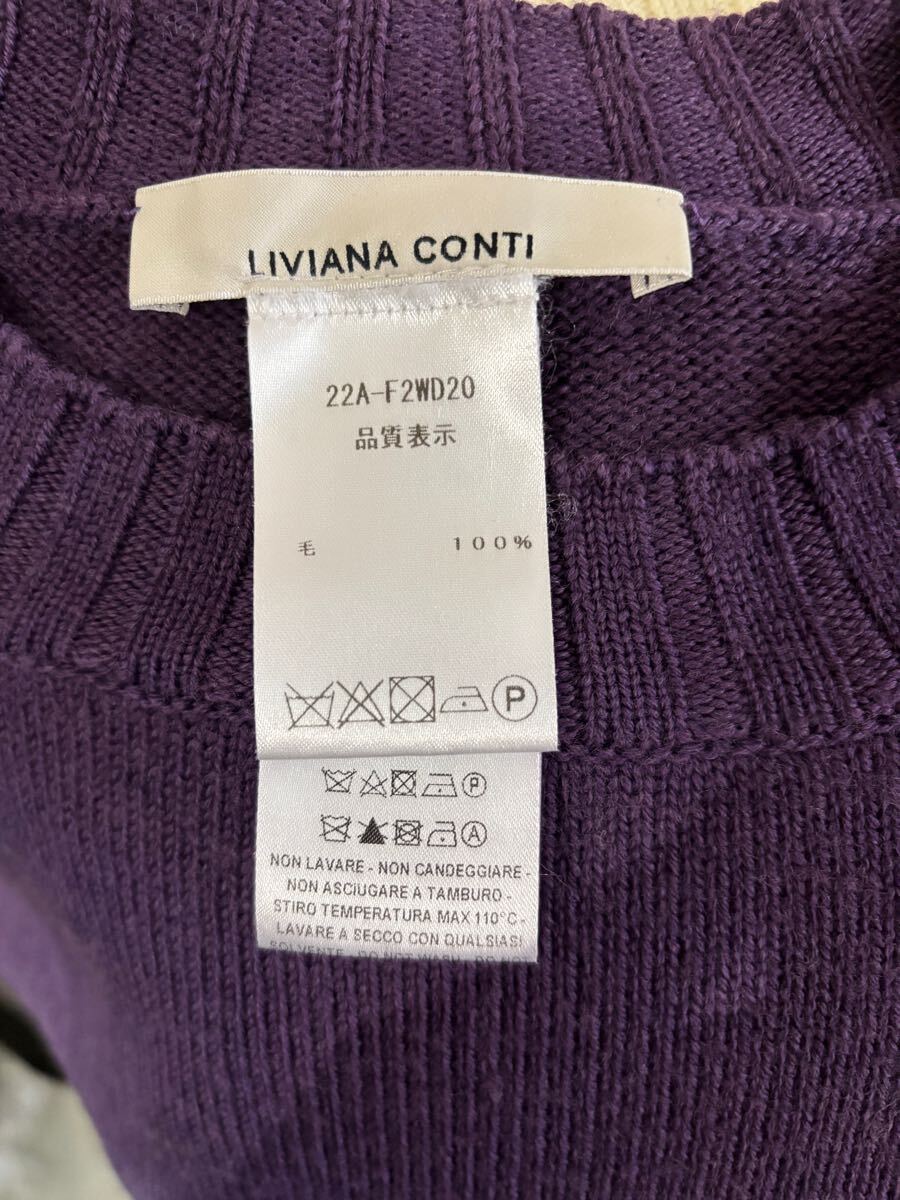 LIVIANA CONTI
22A-F2WD20
品質表示
毛 100%
P
P
A
NON LAVARE - NON CANDEGGIARE -
NON ASCIUGARE A TAMBURO -
STIRO TEMPERATURA MAX 110°C -
LAVARE A SECCO CON QUALSIASI
SOLVENTE